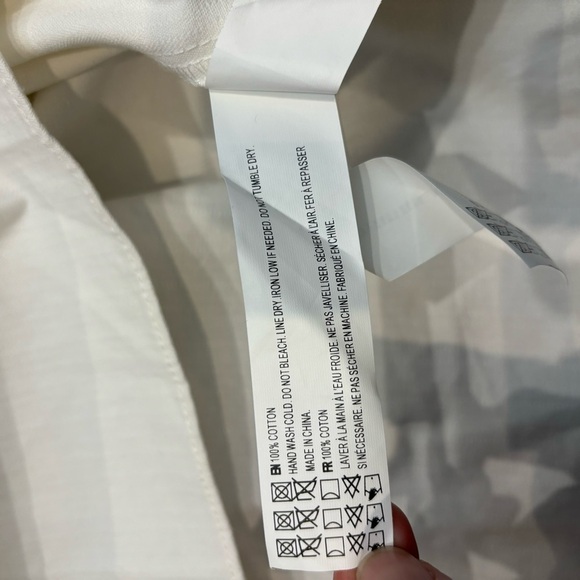 EN 100% COTTON
HAND WASH COLD. DO NOT BLEACH. LINE DRY. IRON LOW IF NEEDED. DO NOT TUMBLE DRY.
MADE IN CHINA.
FR 100% COTON
LAVER À LA MAIN À L'EAU FROIDE. NE PAS JAVELLISER. SÉCHER À L'AIR. FER À REPASSER
SI NÉCESSAIRE. NE PAS SÉCHER EN MACHINE. FABRIQUÉ EN CHINE.